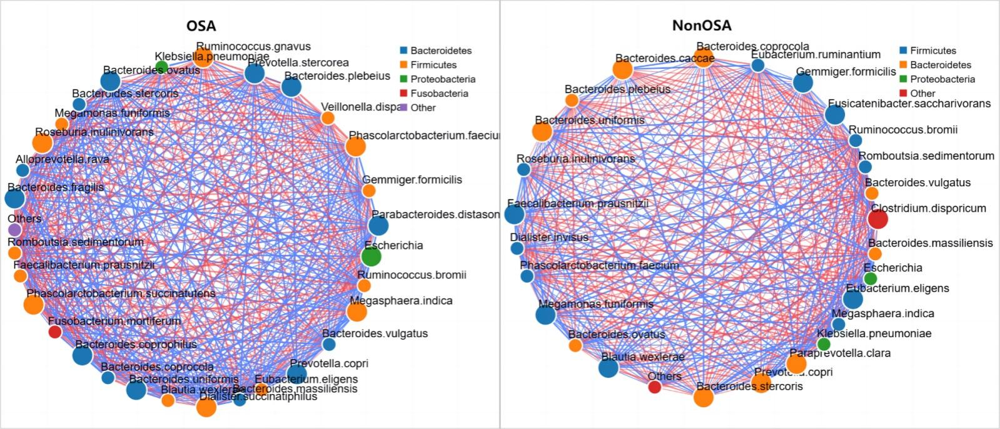 OSA
Ruminococcus.gnavus
Klebsiella.pneumoniae
Prevotella.stercorea
Bacteroides.ovatus
Bacteroides.plebeius
Bacteroides.stercoris
Veillonella.dispa
Megamonas.funiformis
Roseburia.inulinivorans
Phascolarctobacterium.faeciu
Alloprevotella.rava
Gemmiger.formicilis
Bacteroides.fragilis
Parabacteroides.distason
Others
Romboutsia.sedimentorum
Escherichia
Faecalibacterium.prausnitzii
Ruminococcus.bromii
Phascolarctobacterium.succinatutens
Megasphaera.indica
Fusobacterium.mortiferum
Bacteroides.vulgatus
Bacteroides.coprophilus
Prevotella.copri
Bacteroides.coprocola
Bacteroides.uniformis
Eubacterium.eligens
Blautia.wexlerae
Bacteroides.massiliensis
Dialister.succinatiphilus
Bacteroidetes
Firmicutes
Proteobacteria
Fusobacteria
Other
NonOSA
Bacteroides.coprocola
Bacteroides.caccae
Eubacterium.ruminantium
Gemmiger.formicilis
Bacteroides.plebeius
Fusicatenibacter.saccharivorans
Bacteroides.uniformis
Ruminococcus.bromii
Roseburia.inulinivorans
Romboutsia.sedimentorum
Bacteroides.vulgatus
Faecalibacterium.prausnitzii
Clostridium.disporicum
Dialister.invisus
Bacteroides.massiliensis
Phascolarctobacterium.faecium
Escherichia
Eubacterium.eligens
Megamonas.funiformis
Megasphaera.indica
Bacteroides.ovatus
Klebsiella.pneumoniae
Blautia.wexlerae
Paraprevotella.clara
Others
Prevotella.copri
Bacteroides.stercoris
Firmicutes
Bacteroidetes
Proteobacteria
Other